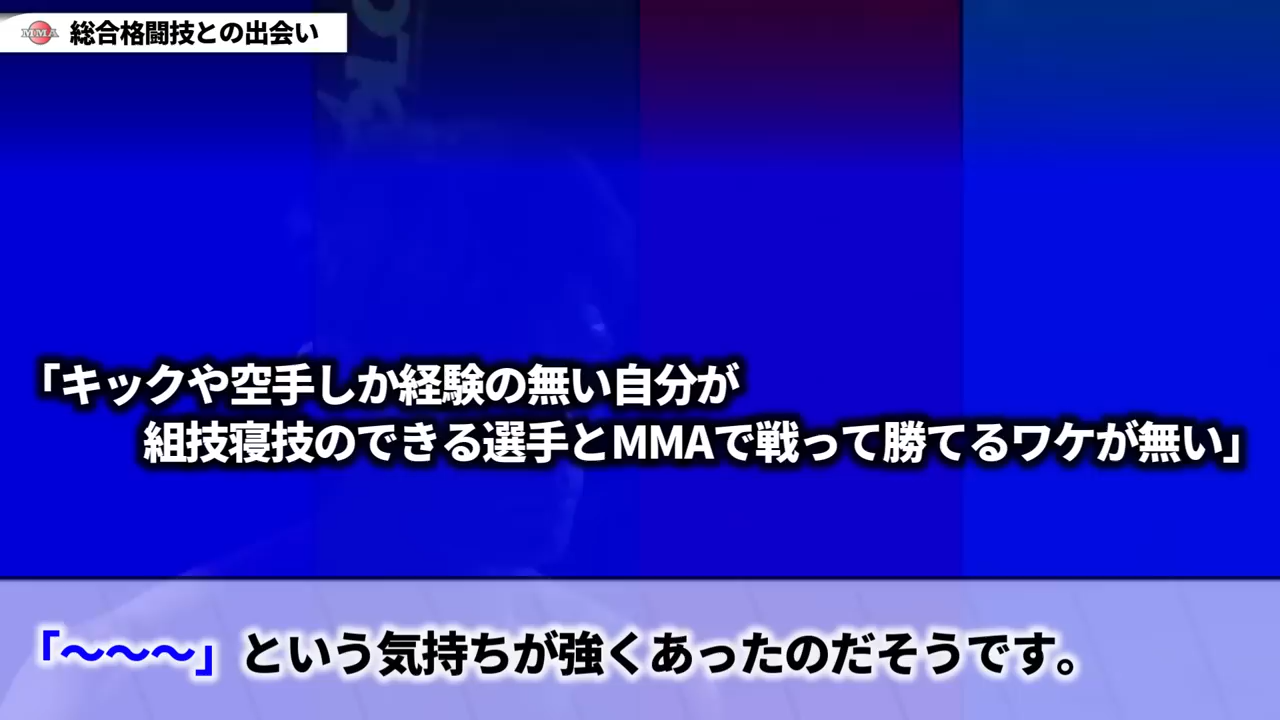 MMA 総合格闘技との出会い
「キックや空手しか経験の無い自分が
組技寝技のできる選手とMMAで戦って勝てるワケが無い」
「～～～」という気持ちが強くあったのだそうです。